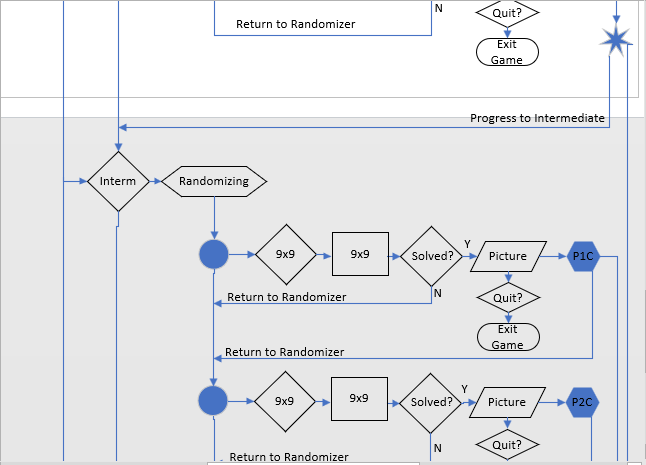 N
Return to Randomizer
Quit?
Exit
Game
Progress to Intermediate
Interm
Randomizing
9x9
9x9
Solved?
Y
Picture
P1C
N
Return to Randomizer
Quit?
Exit
Game
Return to Randomizer
9x9
9x9
Solved?
Y
Picture
P2C
N
Quit?
Return to Randomizer